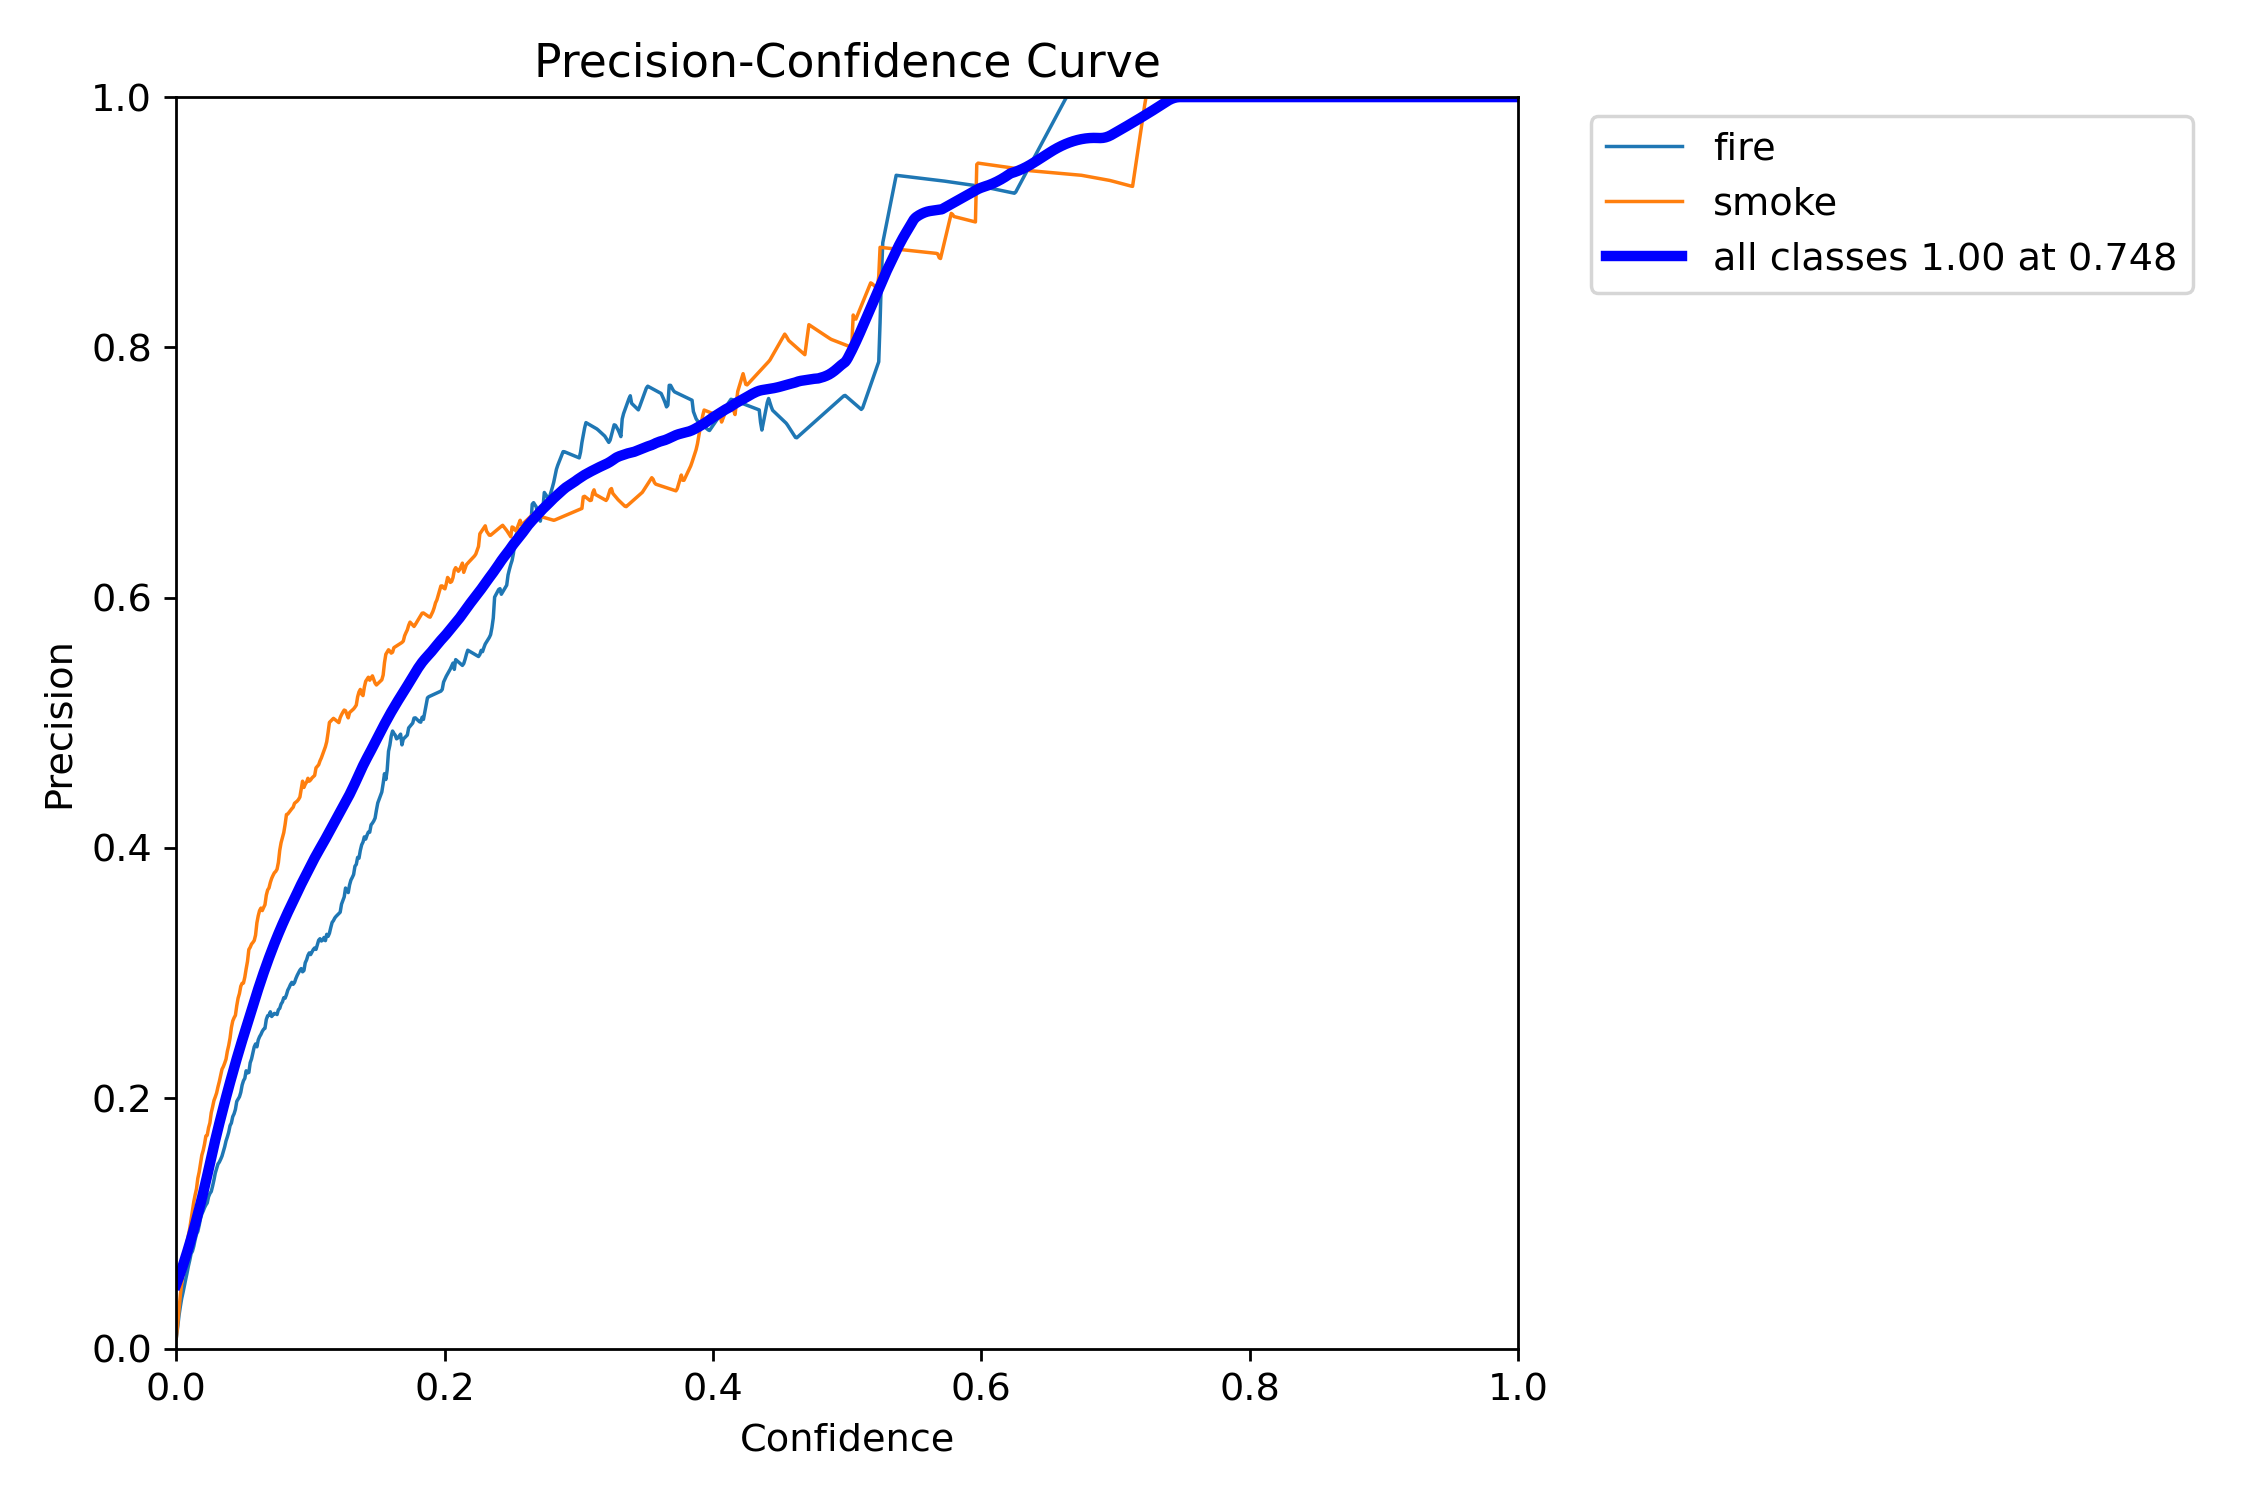 Precision-Confidence Curve
1.0
0.8
0.6
0.4
0.2
0.0
Precision
0.0 0.2 0.4 0.6 0.8 1.0
Confidence
fire
smoke
all classes 1.00 at 0.748